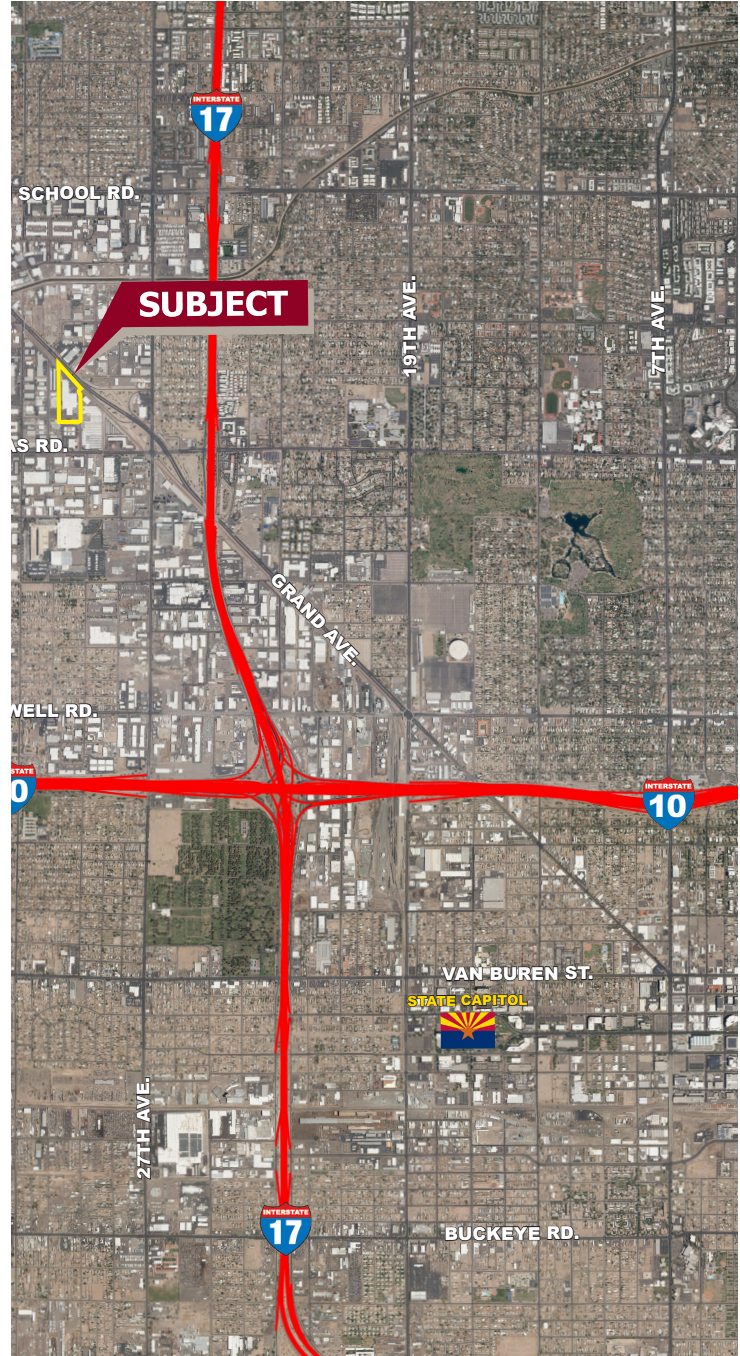 INTERSTATE
17
SCHOOL RD.
SUBJECT
19TH AVE.
7TH AVE.
AS RD.
GRAND AVE.
WELL RD.
STATE
0
INTERSTATE
10
VAN BUREN ST.
STATE CAPITOL
27TH AVE.
INTERSTATE
17
BUCKEYE RD.